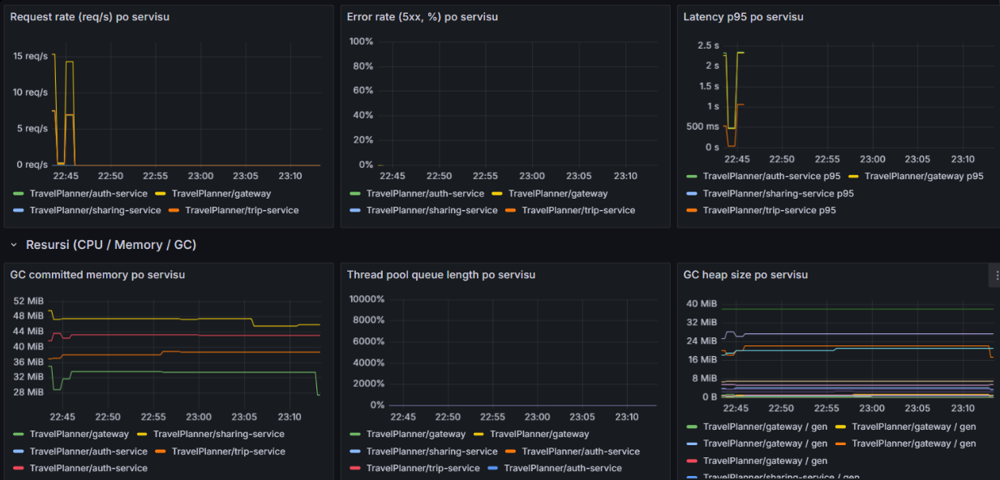 Request rate (req/s) po servisu
15 req/s
10 req/s
5 req/s
0 req/s
22:45 22:50 22:55 23:00 23:05 23:10
TravelPlanner/auth-service TravelPlanner/gateway
TravelPlanner/sharing-service TravelPlanner/trip-service
Error rate (5xx, %) po servisu
100%
80%
60%
40%
20%
0%
22:45 22:50 22:55 23:00 23:05 23:10
TravelPlanner/auth-service TravelPlanner/gateway
TravelPlanner/sharing-service TravelPlanner/trip-service
Latency p95 po servisu
2.5 s
2 s
1.5 s
1 s
500 ms
0 s
22:45 22:50 22:55 23:00 23:05 23:10
TravelPlanner/auth-service p95 TravelPlanner/gateway p95
TravelPlanner/sharing-service p95
TravelPlanner/trip-service p95
Resursi (CPU / Memory / GC)
GC committed memory po servisu
52 MiB
48 MiB
44 MiB
40 MiB
36 MiB
32 MiB
28 MiB
22:45 22:50 22:55 23:00 23:05 23:10
TravelPlanner/gateway TravelPlanner/sharing-service
TravelPlanner/auth-service TravelPlanner/trip-service
TravelPlanner/auth-service
Thread pool queue length po servisu
10000%
8000%
6000%
4000%
2000%
0%
22:45 22:50 22:55 23:00 23:05 23:10
TravelPlanner/gateway TravelPlanner/gateway
TravelPlanner/sharing-service TravelPlanner/auth-service
TravelPlanner/trip-service TravelPlanner/auth-service
GC heap size po servisu
40 MiB
32 MiB
24 MiB
16 MiB
8 MiB
0 B
22:45 22:50 22:55 23:00 23:05 23:10
TravelPlanner/gateway / gen TravelPlanner/gateway / gen
TravelPlanner/gateway / gen TravelPlanner/gateway / gen
TravelPlanner/gateway / gen
TravelPlanner/sharing-service / gen